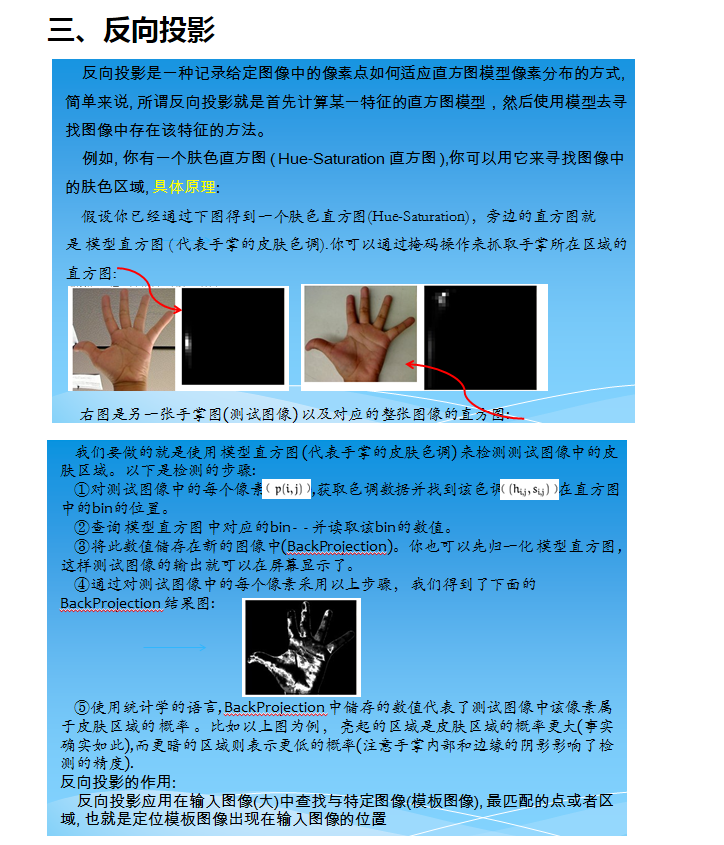 三、反向投影
反向投影是一种记录给定图像中的像素点如何适应直方图模型像素分布的方式,
简单来说, 所谓反向投影就是首先计算某一特征的直方图模型，然后使用模型去寻
找图像中存在该特征的方法。
例如, 你有一个肤色直方图 ( Hue-Saturation 直方图 ),你可以用它来寻找图像中
的肤色区域, 具体原理:
假设你已经通过下图得到一个肤色直方图(Hue-Saturation)，旁边的直方图就
是 模型直方图 ( 代表手掌的皮肤色调).你可以通过掩码操作来抓取手掌所在区域的
直方图:
右图是另一张手掌图(测试图像) 以及对应的整张图像的直方图:
我们要做的就是使用 模型直方图 (代表手掌的皮肤色调) 来检测测试图像中的皮
肤区域。以下是检测的步骤:
①对测试图像中的每个像素 ( p(i,j) ),获取色调数据并找到该色调( (hi,j, si,j) )在直方图
中的bin的位置。
②查询 模型直方图 中对应的bin- - 并读取该bin的数值。
③将此数值储存在新的图像中(BackProjection)。你也可以先归一化 模型直方图 ,
这样测试图像的输出就可以在屏幕显示了。
④通过对测试图像中的每个像素采用以上步骤， 我们得到了下面的
BackProjection 结果图:
⑤使用统计学的语言, BackProjection 中储存的数值代表了测试图像中该像素属
于皮肤区域的 概率 。比如以上图为例， 亮起的区域是皮肤区域的概率更大(事实
确实如此),而更暗的区域则表示更低的概率(注意手掌内部和边缘的阴影影响了检
测的精度).
反向投影的作用:
反向投影应用在输入图像(大)中查找与特定图像(模板图像), 最匹配的点或者区
域, 也就是定位模板图像出现在输入图像的位置